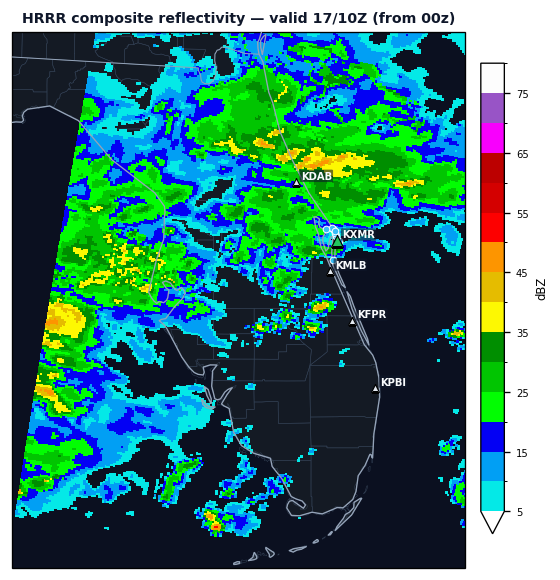 HRRR composite reflectivity — valid 17/10Z (from 00z)
KDAB
KXMR
KMLB
KFPR
KPBI
75
65
55
45
35
25
15
5
dBZ